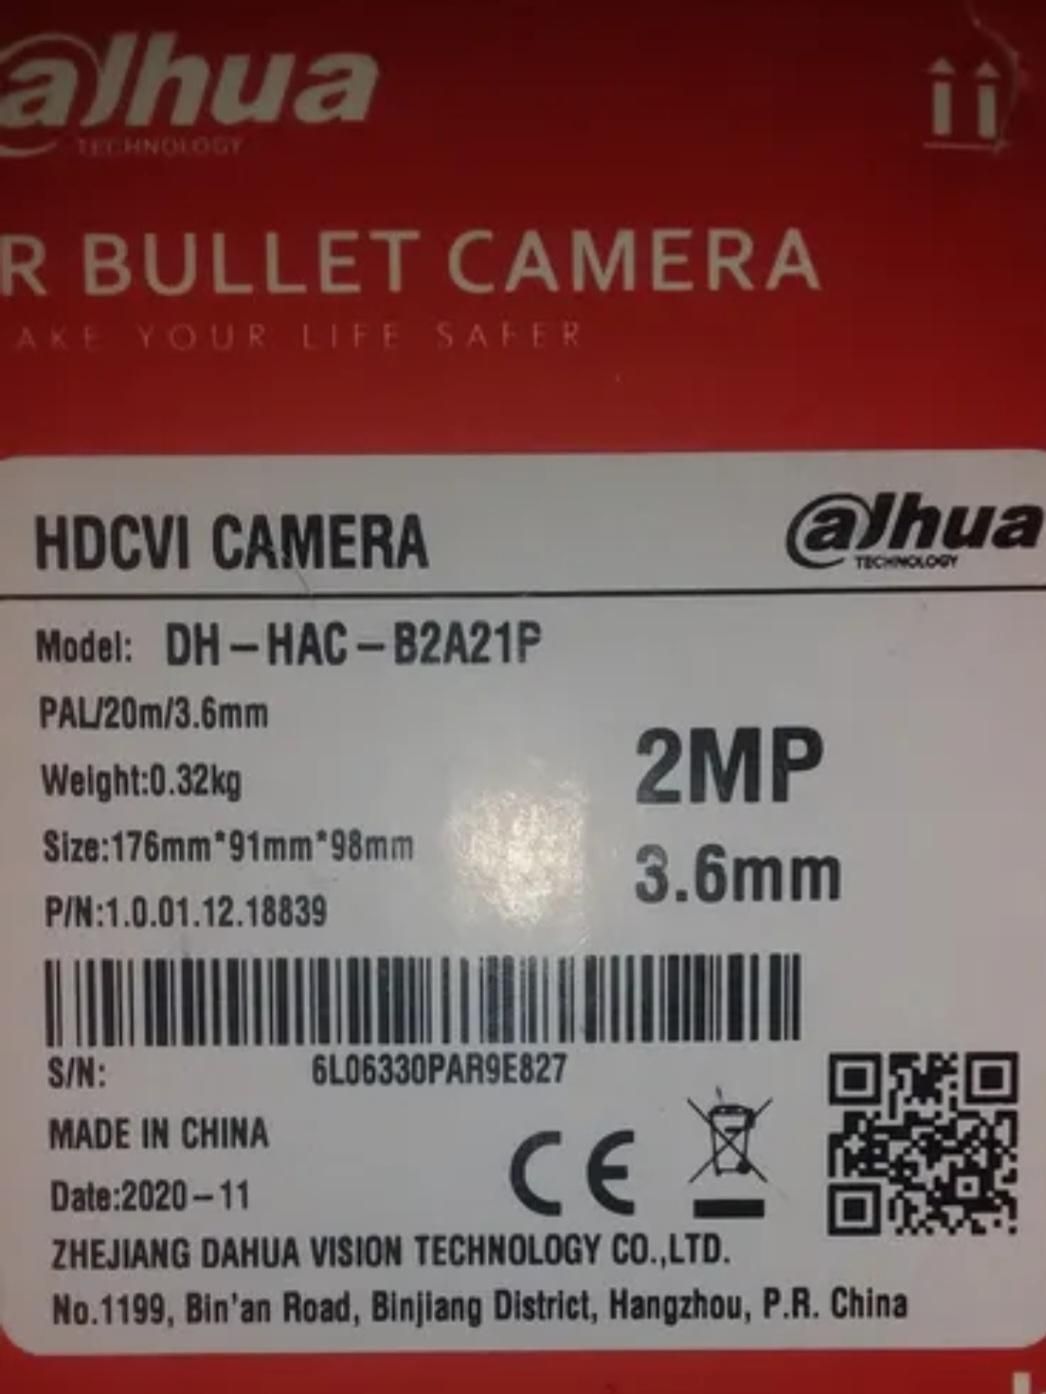 alhua
TECHNOLOGY
R BULLET CAMERA
AKE YOUR LIFE SAFER
HDCVI CAMERA
alhua
TECHNOLOGY
Model: DH-HAC-B2A21P
PAL/20m/3.6mm
2MP
Weight:0.32kg
Size:176mm*91mm*98mm
3.6mm
P/N:1.0.01.12.18839
S/N: 6L06330PAR9E827
MADE IN CHINA
CE
Date:2020-11
ZHEJIANG DAHUA VISION TECHNOLOGY CO.,LTD.
No.1199, Bin'an Road, Binjiang District, Hangzhou, P.R. China